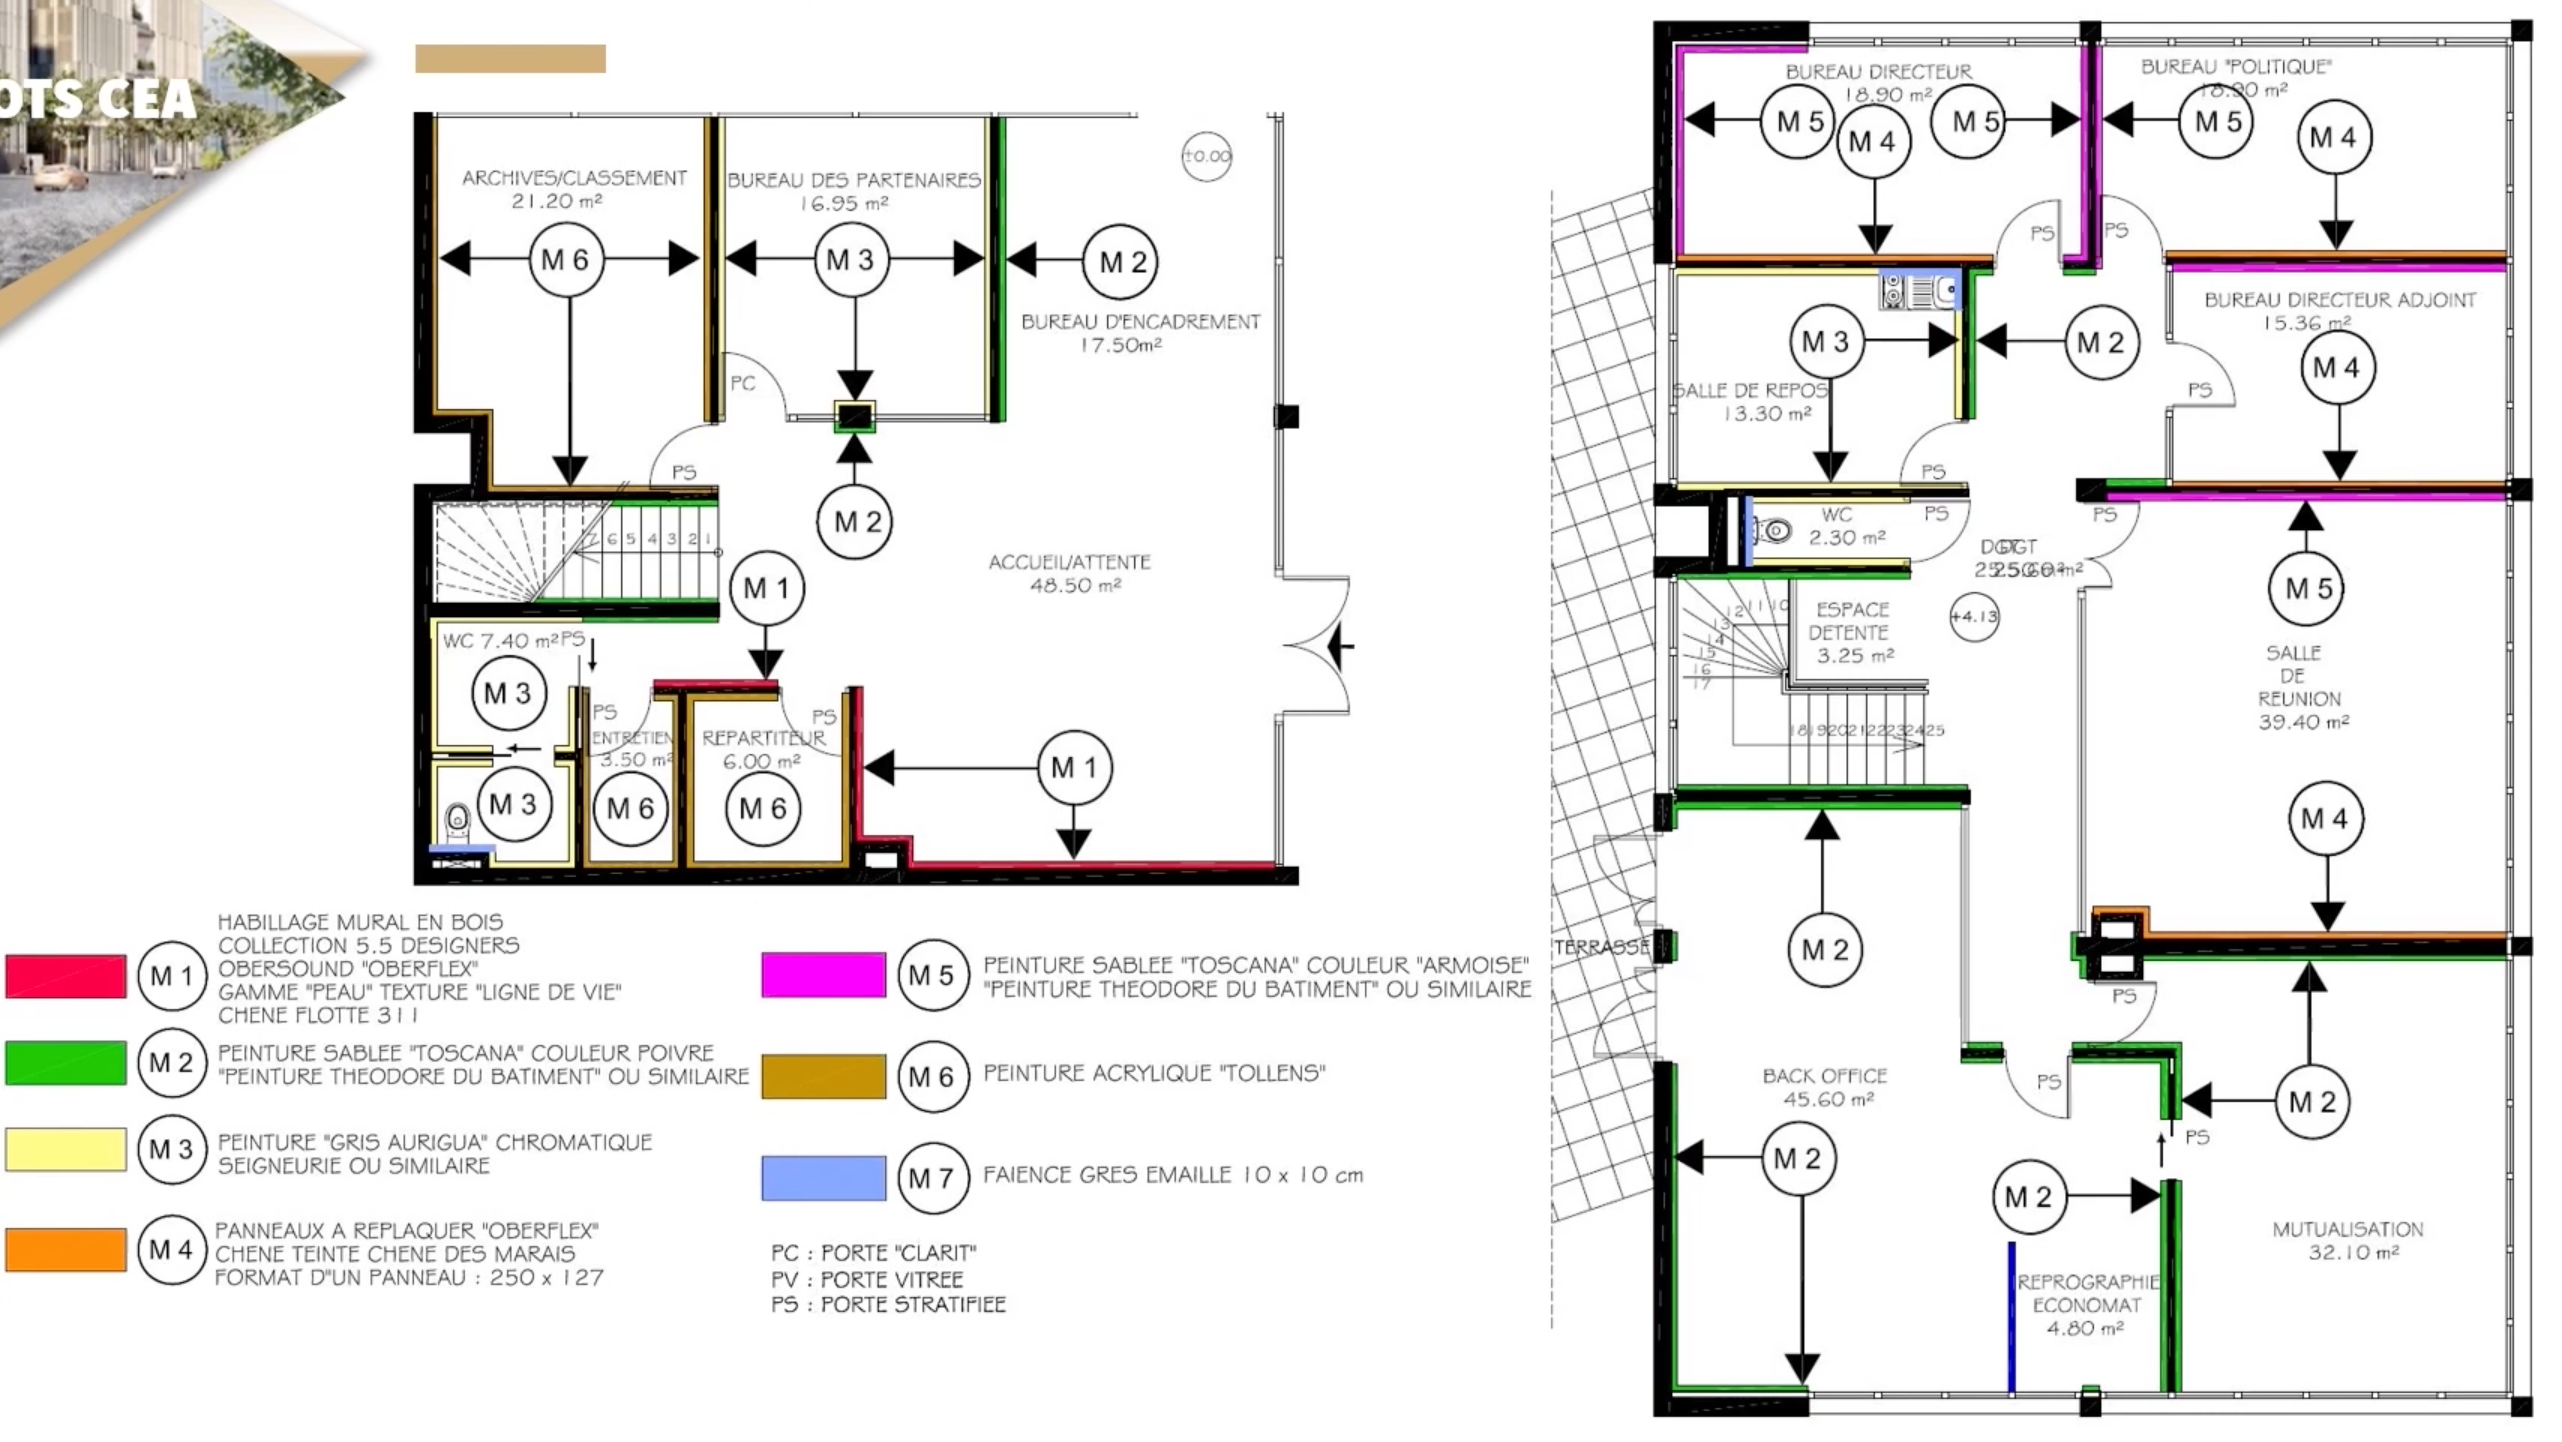 OTS CEA
ARCHIVES/CLASSEMENT
21.20 m²
M 6
PS
BUREAU DES PARTENAIRES
16.95 m²
M 3
PC
M 2
±0.00
M 2
BUREAU D'ENCADREMENT
17.50m²
7 6 5 4 3 2 1
M 1
ACCUEIL/ATTENTE
48.50 m²
WC 7.40 m²
PS
M 3
M 3
PS
ENTRETIEN
3.50 m²
M 6
REPARTITEUR
6.00 m²
PS
M 6
M 1
BUREAU DIRECTEUR
18.90 m²
M 5
M 4
M 5
PS
BUREAU "POLITIQUE"
18.90 m²
M 5
M 4
PS
M 3
SALLE DE REPOS
13.30 m²
PS
M 2
BUREAU DIRECTEUR ADJOINT
15.36 m²
M 4
PS
WC
2.30 m²
PS
DGT
+4.13
PS
12 11 10
13
14
15
16
17
ESPACE
DETENTE
3.25 m²
18 19 20 21 22 23 24 25
M 5
SALLE
DE
REUNION
39.40 m²
M 4
TERRASSE
M 2
PS
BACK OFFICE
45.60 m²
PS
M 2
M 2
PS
M 2
REPROGRAPHIE
ECONOMAT
4.80 m²
MUTUALISATION
32.10 m²
M 1
HABILLAGE MURAL EN BOIS
COLLECTION 5.5 DESIGNERS
OBERSOUND "OBERFLEX"
GAMME "PEAU" TEXTURE "LIGNE DE VIE"
CHENE FLOTTE 311
M 2
PEINTURE SABLEE "TOSCANA" COULEUR POIVRE
"PEINTURE THEODORE DU BATIMENT" OU SIMILAIRE
M 3
PEINTURE "GRIS AURIGUA" CHROMATIQUE
SEIGNEURIE OU SIMILAIRE
M 4
PANNEAUX A REPLAQUER "OBERFLEX"
CHENE TEINTE CHENE DES MARAIS
FORMAT D"UN PANNEAU : 250 x 127
M 5
PEINTURE SABLEE "TOSCANA" COULEUR "ARMOISE"
"PEINTURE THEODORE DU BATIMENT" OU SIMILAIRE
M 6
PEINTURE ACRYLIQUE "TOLLENS"
M 7
FAIENCE GRES EMAILLE 10 x 10 cm
PC : PORTE "CLARIT"
PV : PORTE VITREE
PS : PORTE STRATIFIEE